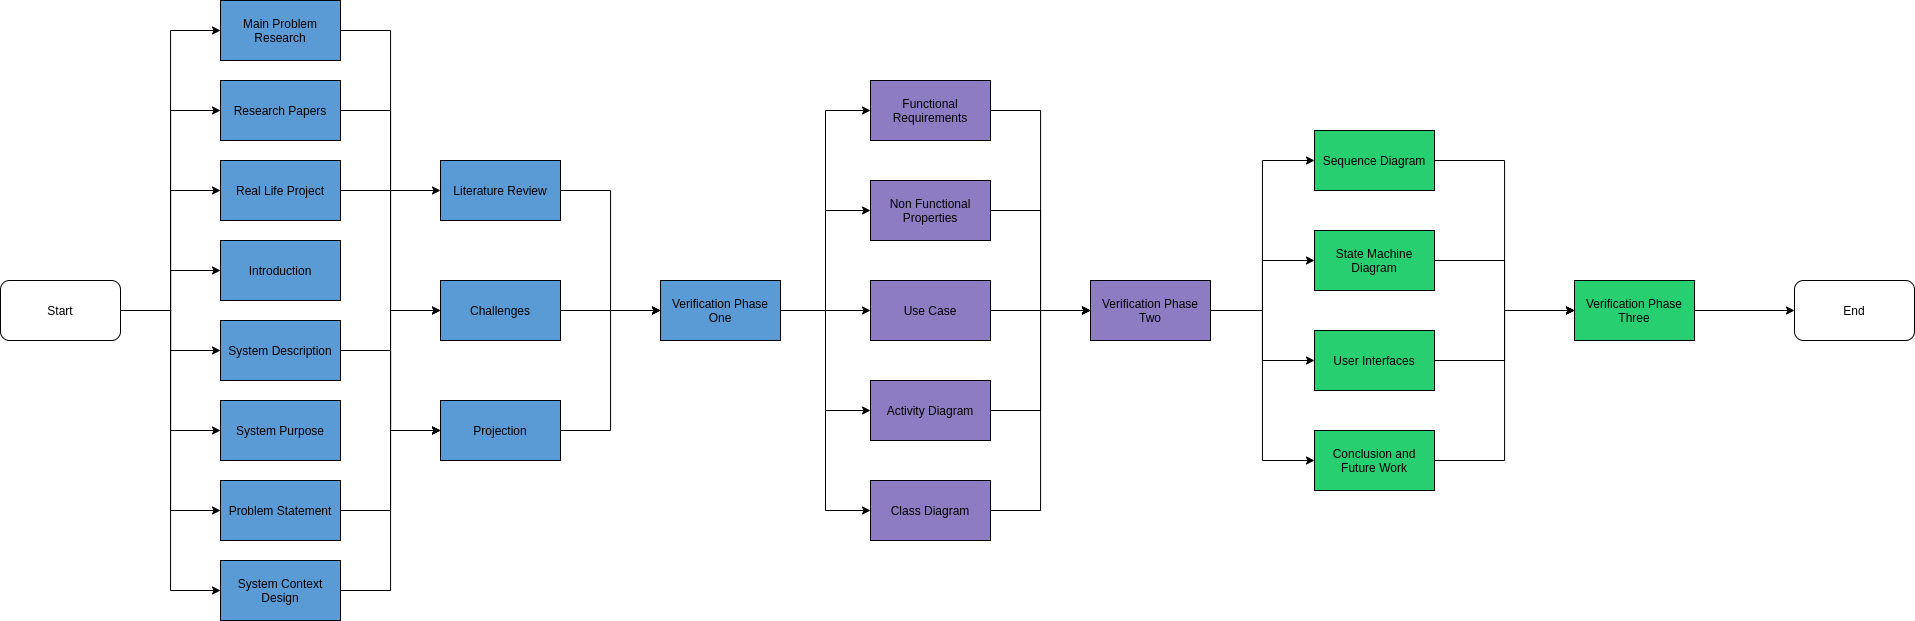 Start
Main Problem
Research
Research Papers
Real Life Project
Introduction
System Description
System Purpose
Problem Statement
System Context
Design
Literature Review
Challenges
Projection
Verification Phase
One
Functional
Requirements
Non Functional
Properties
Use Case
Activity Diagram
Class Diagram
Verification Phase
Two
Sequence Diagram
State Machine
Diagram
User Interfaces
Conclusion and
Future Work
Verification Phase
Three
End